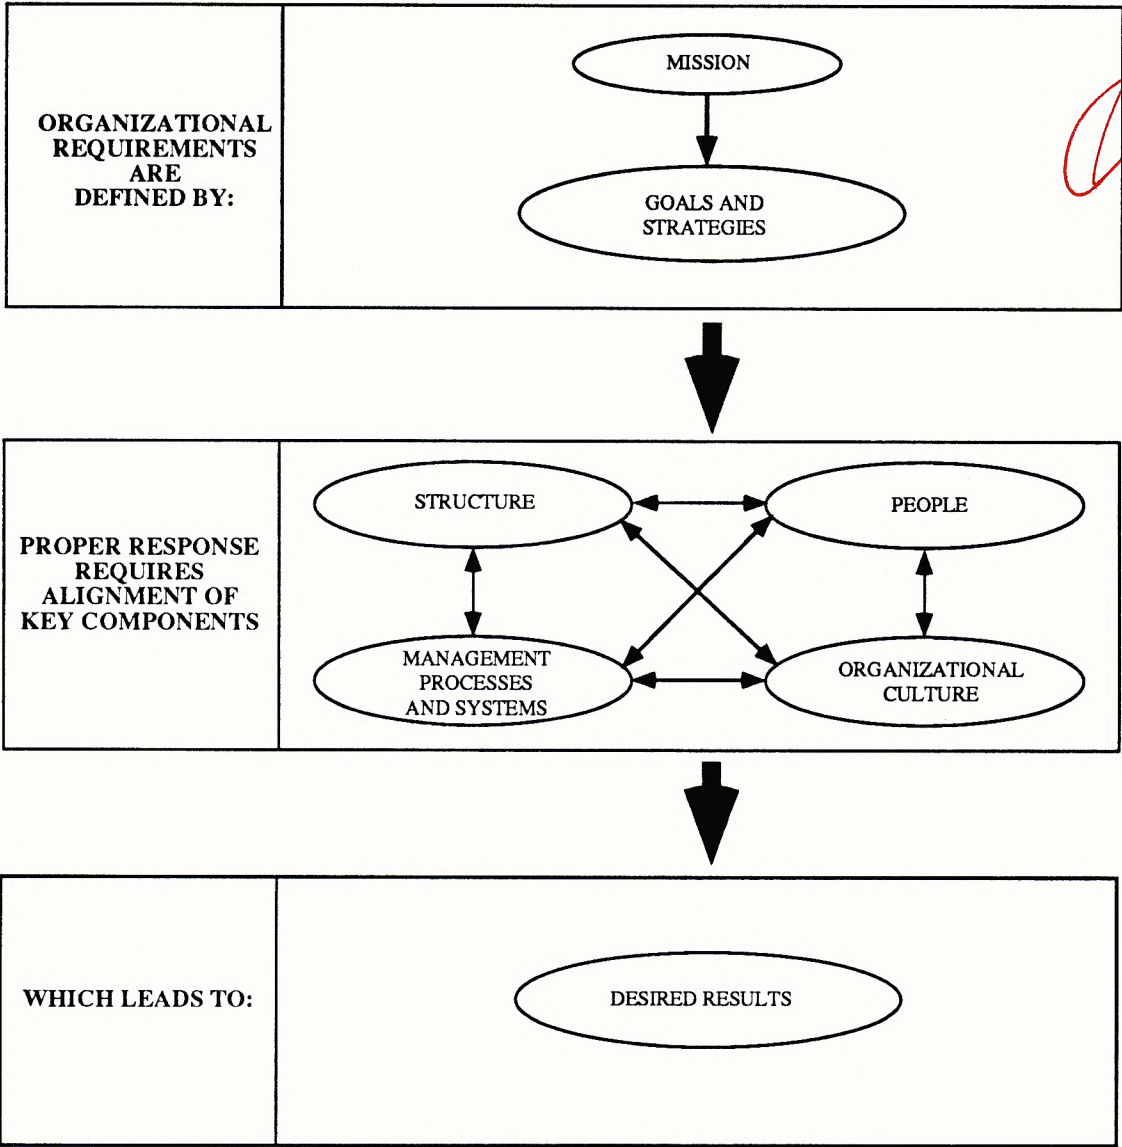 ORGANIZATIONAL
REQUIREMENTS
ARE
DEFINED BY:
MISSION
GOALS AND
STRATEGIES
PROPER RESPONSE
REQUIRES
ALIGNMENT OF
KEY COMPONENTS
STRUCTURE
PEOPLE
MANAGEMENT
PROCESSES
AND SYSTEMS
ORGANIZATIONAL
CULTURE
WHICH LEADS TO:
DESIRED RESULTS